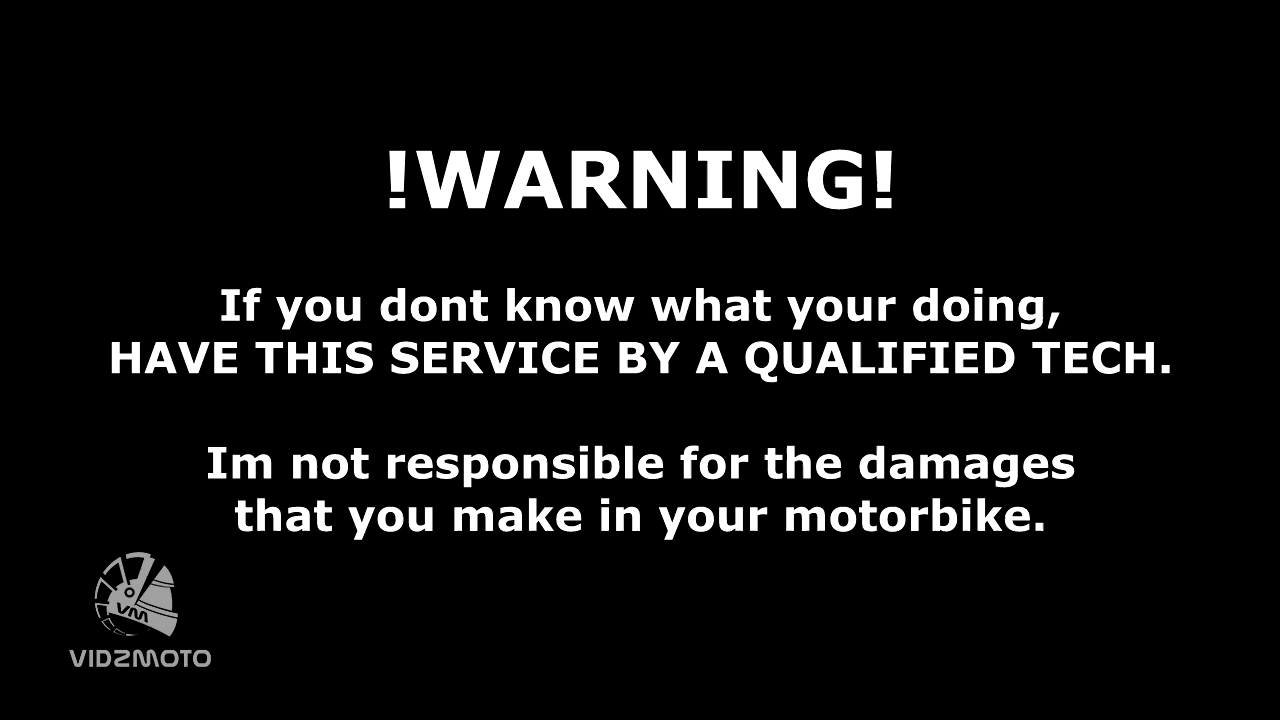 !WARNING!
If you dont know what your doing,
HAVE THIS SERVICE BY A QUALIFIED TECH.
Im not responsible for the damages
that you make in your motorbike.
VM
VIDZMOTO